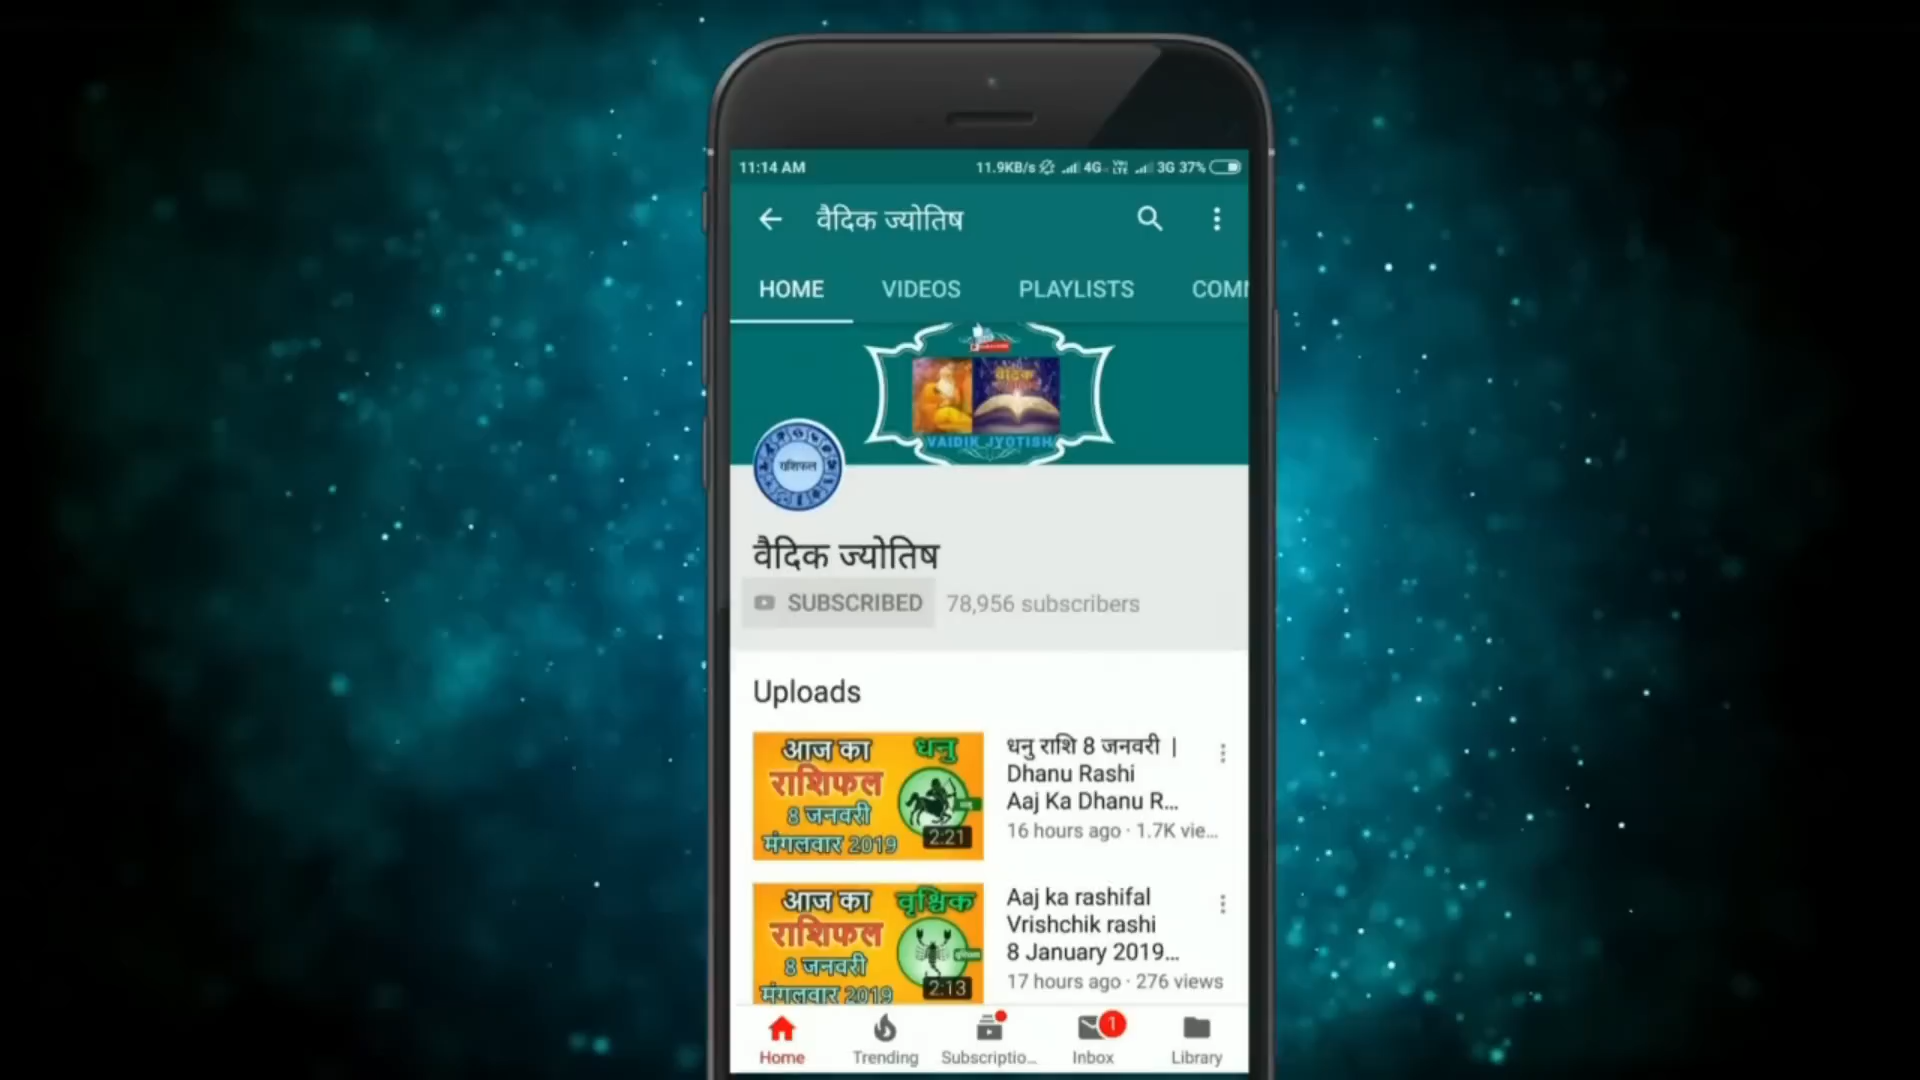 11:14 AM
11.9KB/s 4G VoLTE 3G 37%
वैदिक ज्योतिष
HOME VIDEOS PLAYLISTS COMM
वैदिक
VAIDIK JYOTISH
राशिफल
वैदिक ज्योतिष
SUBSCRIBED 78,956 subscribers
Uploads
आज का धनु
राशिफल
8 जनवरी
मंगलवार 2019
2:21
धनु राशि 8 जनवरी |
Dhanu Rashi
Aaj Ka Dhanu R...
16 hours ago · 1.7K vie...
आज का वृश्चिक
राशिफल
8 जनवरी
मंगलवार 2019
2:13
Aaj ka rashifal
Vrishchik rashi
8 January 2019...
17 hours ago · 276 views
Home Trending Subscriptio... Inbox Library
1